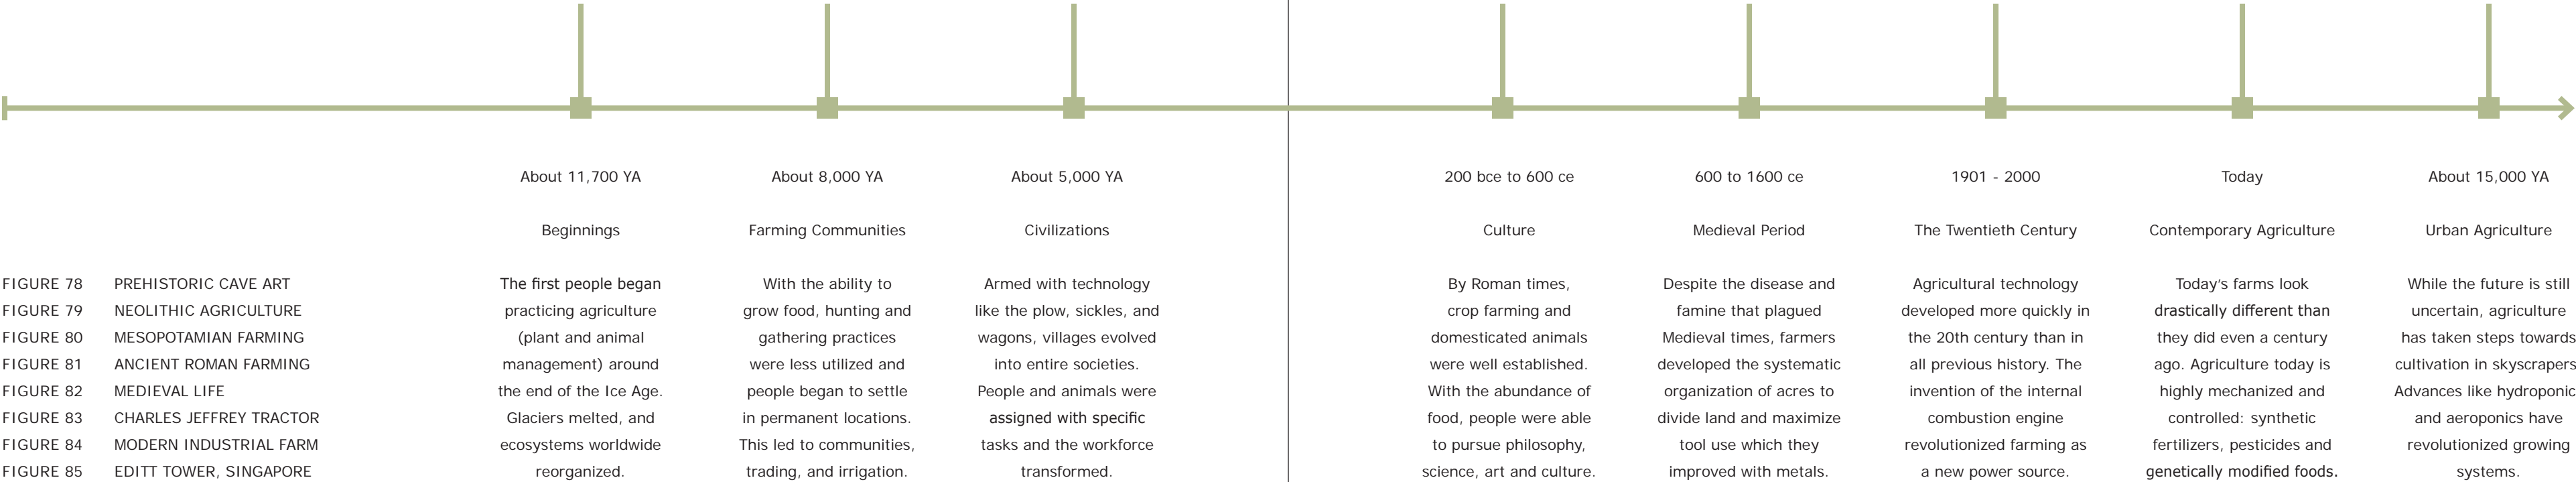 About 11,700 YA
Beginnings
The first people began
practicing agriculture
(plant and animal
management) around
the end of the Ice Age.
Glaciers melted, and
ecosystems worldwide
reorganized.
About 8,000 YA
Farming Communities
With the ability to
grow food, hunting and
gathering practices
were less utilized and
people began to settle
in permanent locations.
This led to communities,
trading, and irrigation.
About 5,000 YA
Civilizations
Armed with technology
like the plow, sickles, and
wagons, villages evolved
into entire societies.
People and animals were
assigned with specific
tasks and the workforce
transformed.
200 bce to 600 ce
Culture
By Roman times,
crop farming and
domesticated animals
were well established.
With the abundance of
food, people were able
to pursue philosophy,
science, art and culture.
600 to 1600 ce
Medieval Period
Despite the disease and
famine that plagued
Medieval times, farmers
developed the systematic
organization of acres to
divide land and maximize
tool use which they
improved with metals.
1901 - 2000
The Twentieth Century
Agricultural technology
developed more quickly in
the 20th century than in
all previous history. The
invention of the internal
combustion engine
revolutionized farming as
a new power source.
Today
Contemporary Agriculture
Today's farms look
drastically different than
they did even a century
ago. Agriculture today is
highly mechanized and
controlled: synthetic
fertilizers, pesticides and
genetically modified foods.
About 15,000 YA
Urban Agriculture
While the future is still
uncertain, agriculture
has taken steps towards
cultivation in skyscrapers
Advances like hydroponic
and aeroponics have
revolutionized growing
systems.
FIGURE 78 PREHISTORIC CAVE ART
FIGURE 79 NEOLITHIC AGRICULTURE
FIGURE 80 MESOPOTAMIAN FARMING
FIGURE 81 ANCIENT ROMAN FARMING
FIGURE 82 MEDIEVAL LIFE
FIGURE 83 CHARLES JEFFREY TRACTOR
FIGURE 84 MODERN INDUSTRIAL FARM
FIGURE 85 EDITT TOWER, SINGAPORE